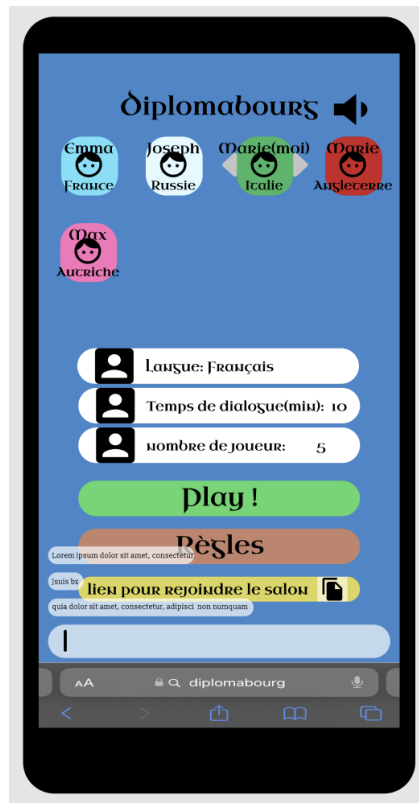 Diplomabourg
Emma Joseph Marie(moi) Marie
France Russie Italie Angleterre
Max
Autriche
Langue: Français
Temps de dialogue(min): 10
nombre de joueur: 5
Play !
Règles
Lorem ipsum dolor sit amet, consectetur
Jsuis bz
lien pour rejoindre le salon
quia dolor sit amet, consectetur, adipisci non numquam
AA diplomabourg